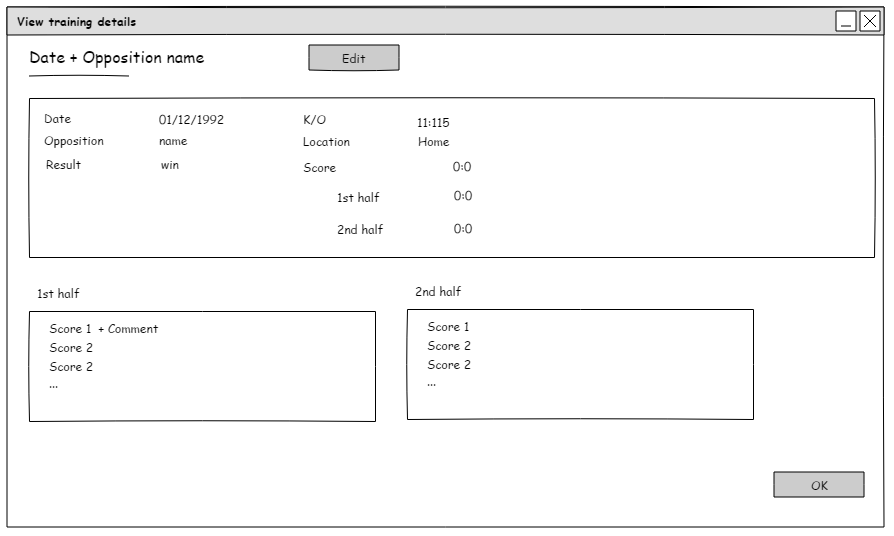 View training details
Date + Opposition name
Edit
Date 01/12/1992 K/O 11:115
Opposition name Location Home
Result win Score 0:0
1st half 0:0
2nd half 0:0
1st half
Score 1 + Comment
Score 2
Score 2
...
2nd half
Score 1
Score 2
Score 2
...
OK